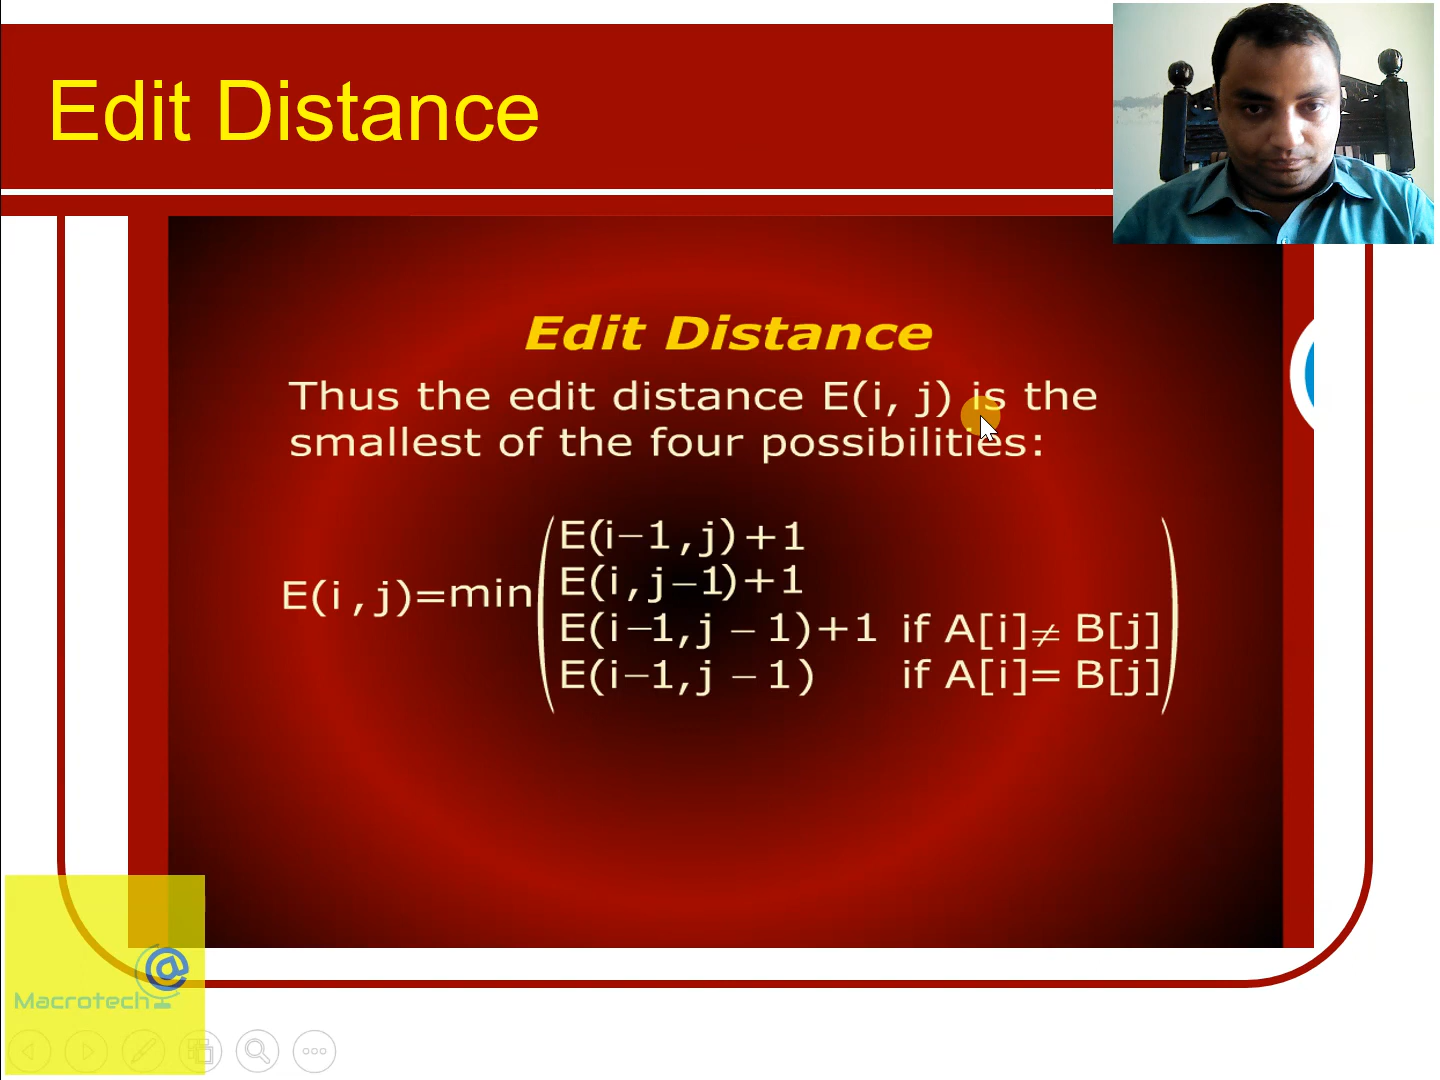 Edit Distance
Edit Distance
Thus the edit distance E(i, j) is the
smallest of the four possibilities:
E(i,j)=min
E(i−1,j)+1
E(i,j−1)+1
E(i−1,j − 1)+1 if A[i]≠ B[j]
E(i−1,j − 1) if A[i]= B[j]
Macrotech